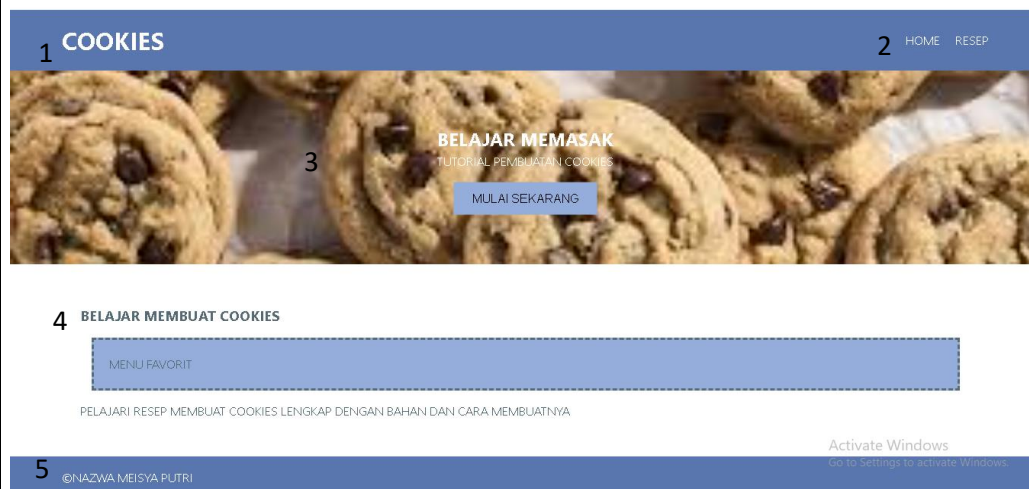 1 COOKIES
2 HOME RESEP
BELAJAR MEMASAK
3 TUTORIAL PEMBUATAN COOKIES
MULAI SEKARANG
4 BELAJAR MEMBUAT COOKIES
MENU FAVORIT
PELAJARI RESEP MEMBUAT COOKIES LENGKAP DENGAN BAHAN DAN CARA MEMBUATNYA
Activate Windows
Go to Settings to activate Windows.
5 ©NAZWA MEISYA PUTRI